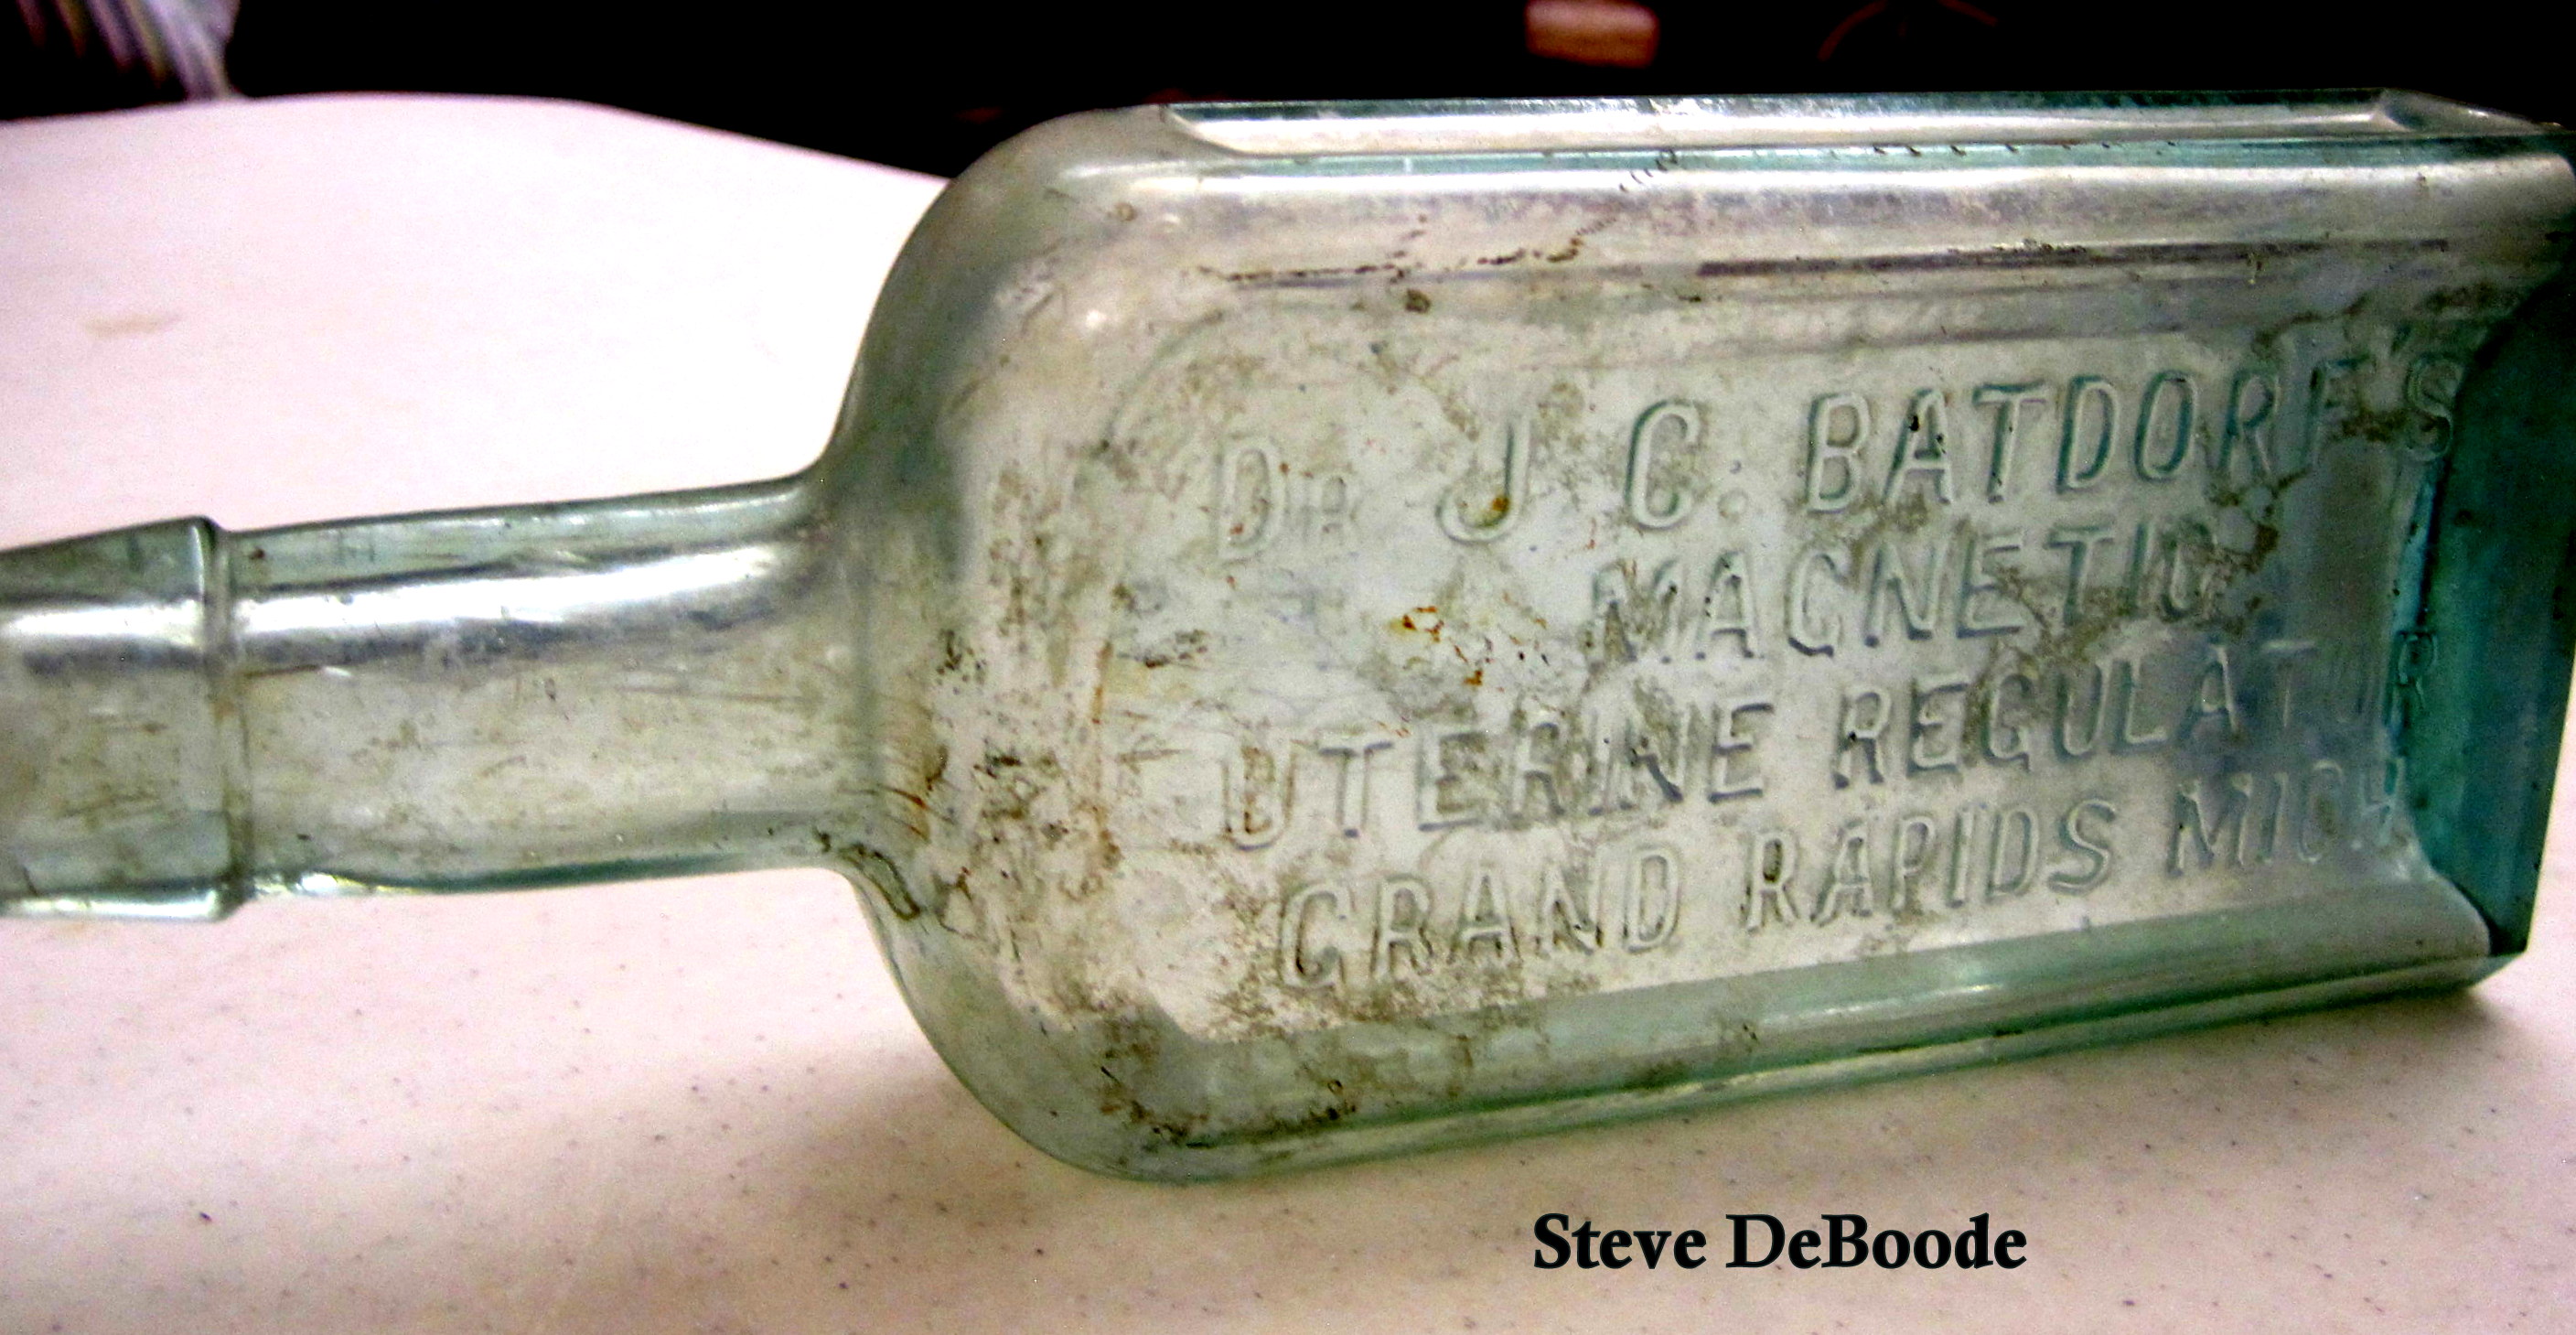 DR J C. BATDORF'S
MAGNETIC
UTERINE REGULATOR
GRAND RAPIDS MICH
Steve DeBoode